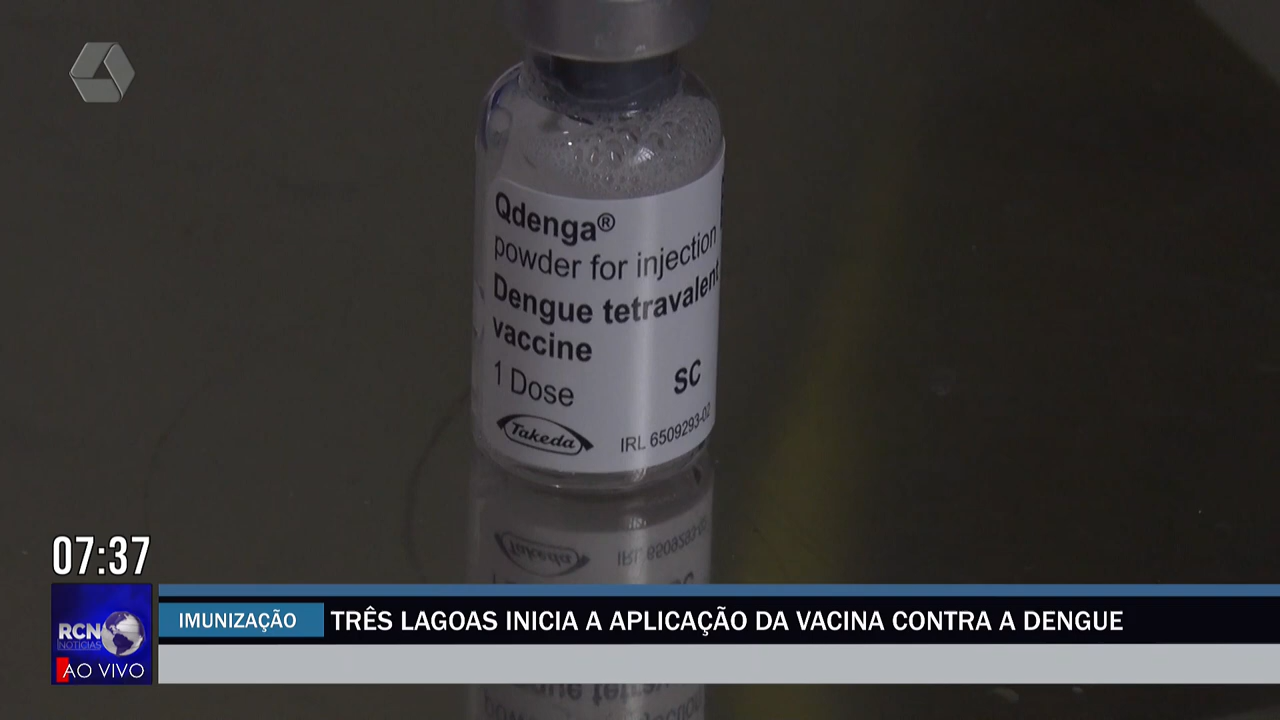 Qdenga®
powder for injection
Dengue tetravalent
vaccine
1 Dose
SC
Takeda
IRL 6509293-02
07:37
RCN
NOTÍCIAS
AO VIVO
IMUNIZAÇÃO
TRÊS LAGOAS INICIA A APLICAÇÃO DA VACINA CONTRA A DENGUE